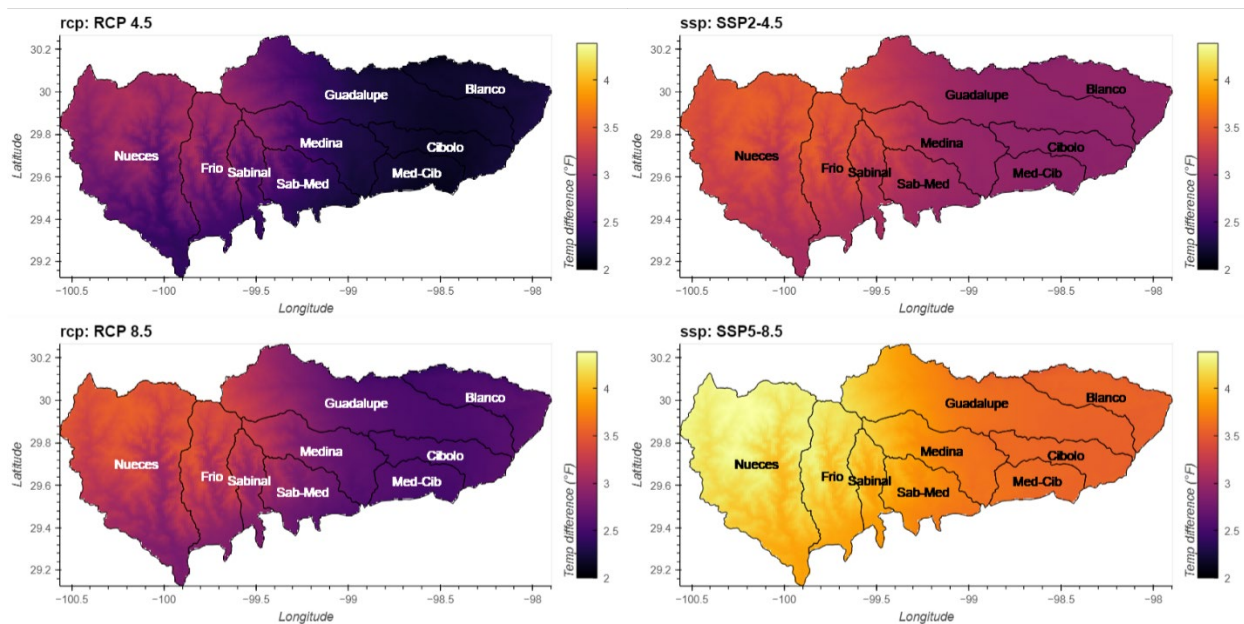 rcp: RCP 4.5
30.2
30
29.8
29.6
29.4
29.2
Latitude
Guadalupe
Blanco
Medina
Cibolo
Nueces
Frio
Sabinal
Sab-Med
Med-Cib
−100.5
−100
−99.5
−99
−98.5
−98
Longitude
4
3.5
3
2.5
2
Temp difference (°F)
ssp: SSP2-4.5
30.2
30
29.8
29.6
29.4
29.2
Latitude
Guadalupe
Blanco
Medina
Cibolo
Nueces
Frio
Sabinal
Sab-Med
Med-Cib
−100.5
−100
−99.5
−99
−98.5
−98
Longitude
4
3.5
3
2.5
2
Temp difference (°F)
rcp: RCP 8.5
30.2
30
29.8
29.6
29.4
29.2
Latitude
Guadalupe
Blanco
Medina
Cibolo
Nueces
Frio
Sabinal
Sab-Med
Med-Cib
−100.5
−100
−99.5
−99
−98.5
−98
Longitude
4
3.5
3
2.5
2
Temp difference (°F)
ssp: SSP5-8.5
30.2
30
29.8
29.6
29.4
29.2
Latitude
Guadalupe
Blanco
Medina
Cibolo
Nueces
Frio
Sabinal
Sab-Med
Med-Cib
−100.5
−100
−99.5
−99
−98.5
−98
Longitude
4
3.5
3
2.5
2
Temp difference (°F)